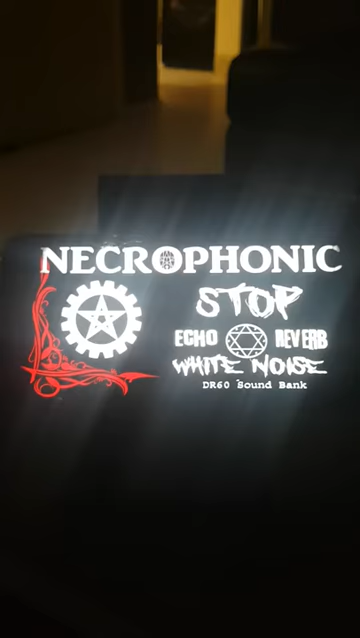 NECROPHONIC
STOP
ECHO REVERB
WHITE NOISE
DR60 Sound Bank